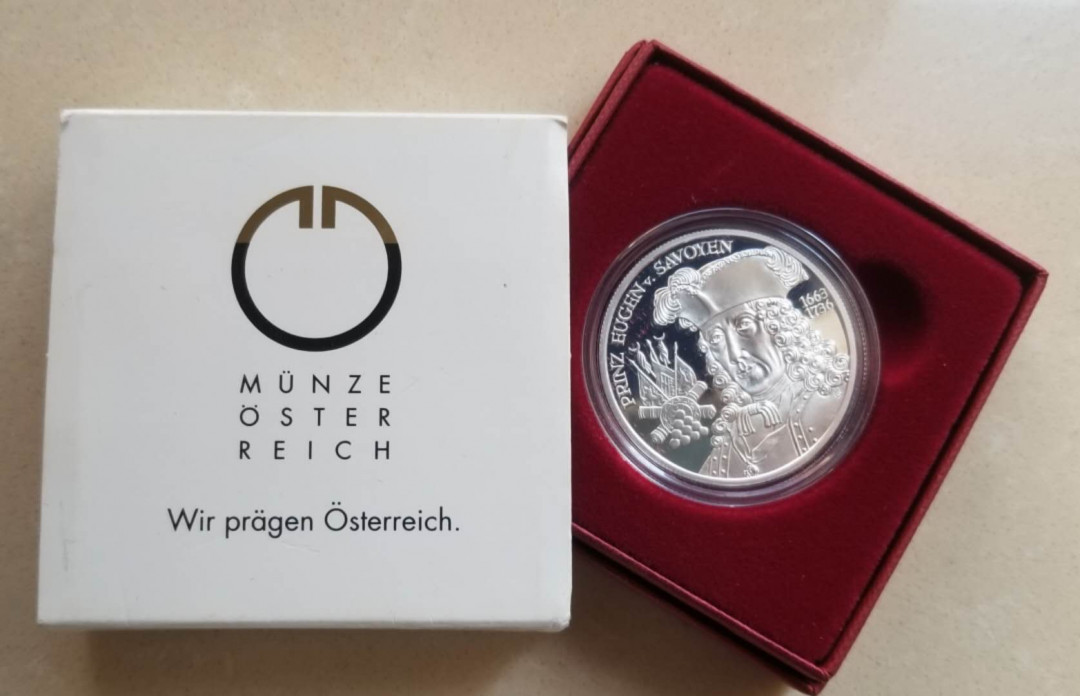 MÜNZE
ÖSTER
REICH
Wir prägen Österreich.
PRINZ EUGEN v. SAVOYEN
1663
1736